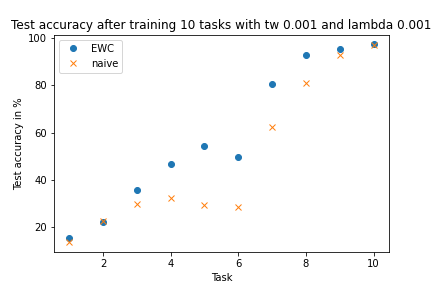 Test accuracy after training 10 tasks with tw 0.001 and lambda 0.001
100
80
60
40
20
Test accuracy in %
EWC
naive
2
4
6
8
10
Task